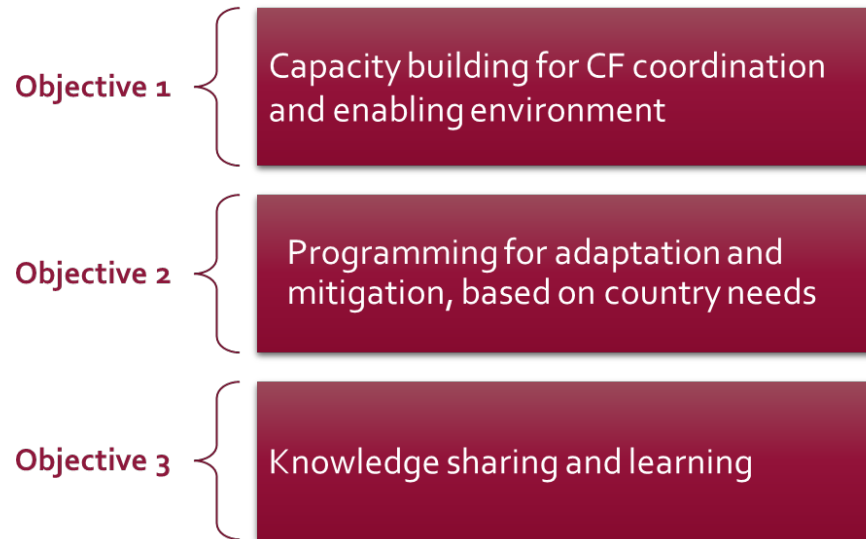 Objective 1
Capacity building for CF coordination
and enabling environment
Objective 2
Programming for adaptation and
mitigation, based on country needs
Objective 3
Knowledge sharing and learning